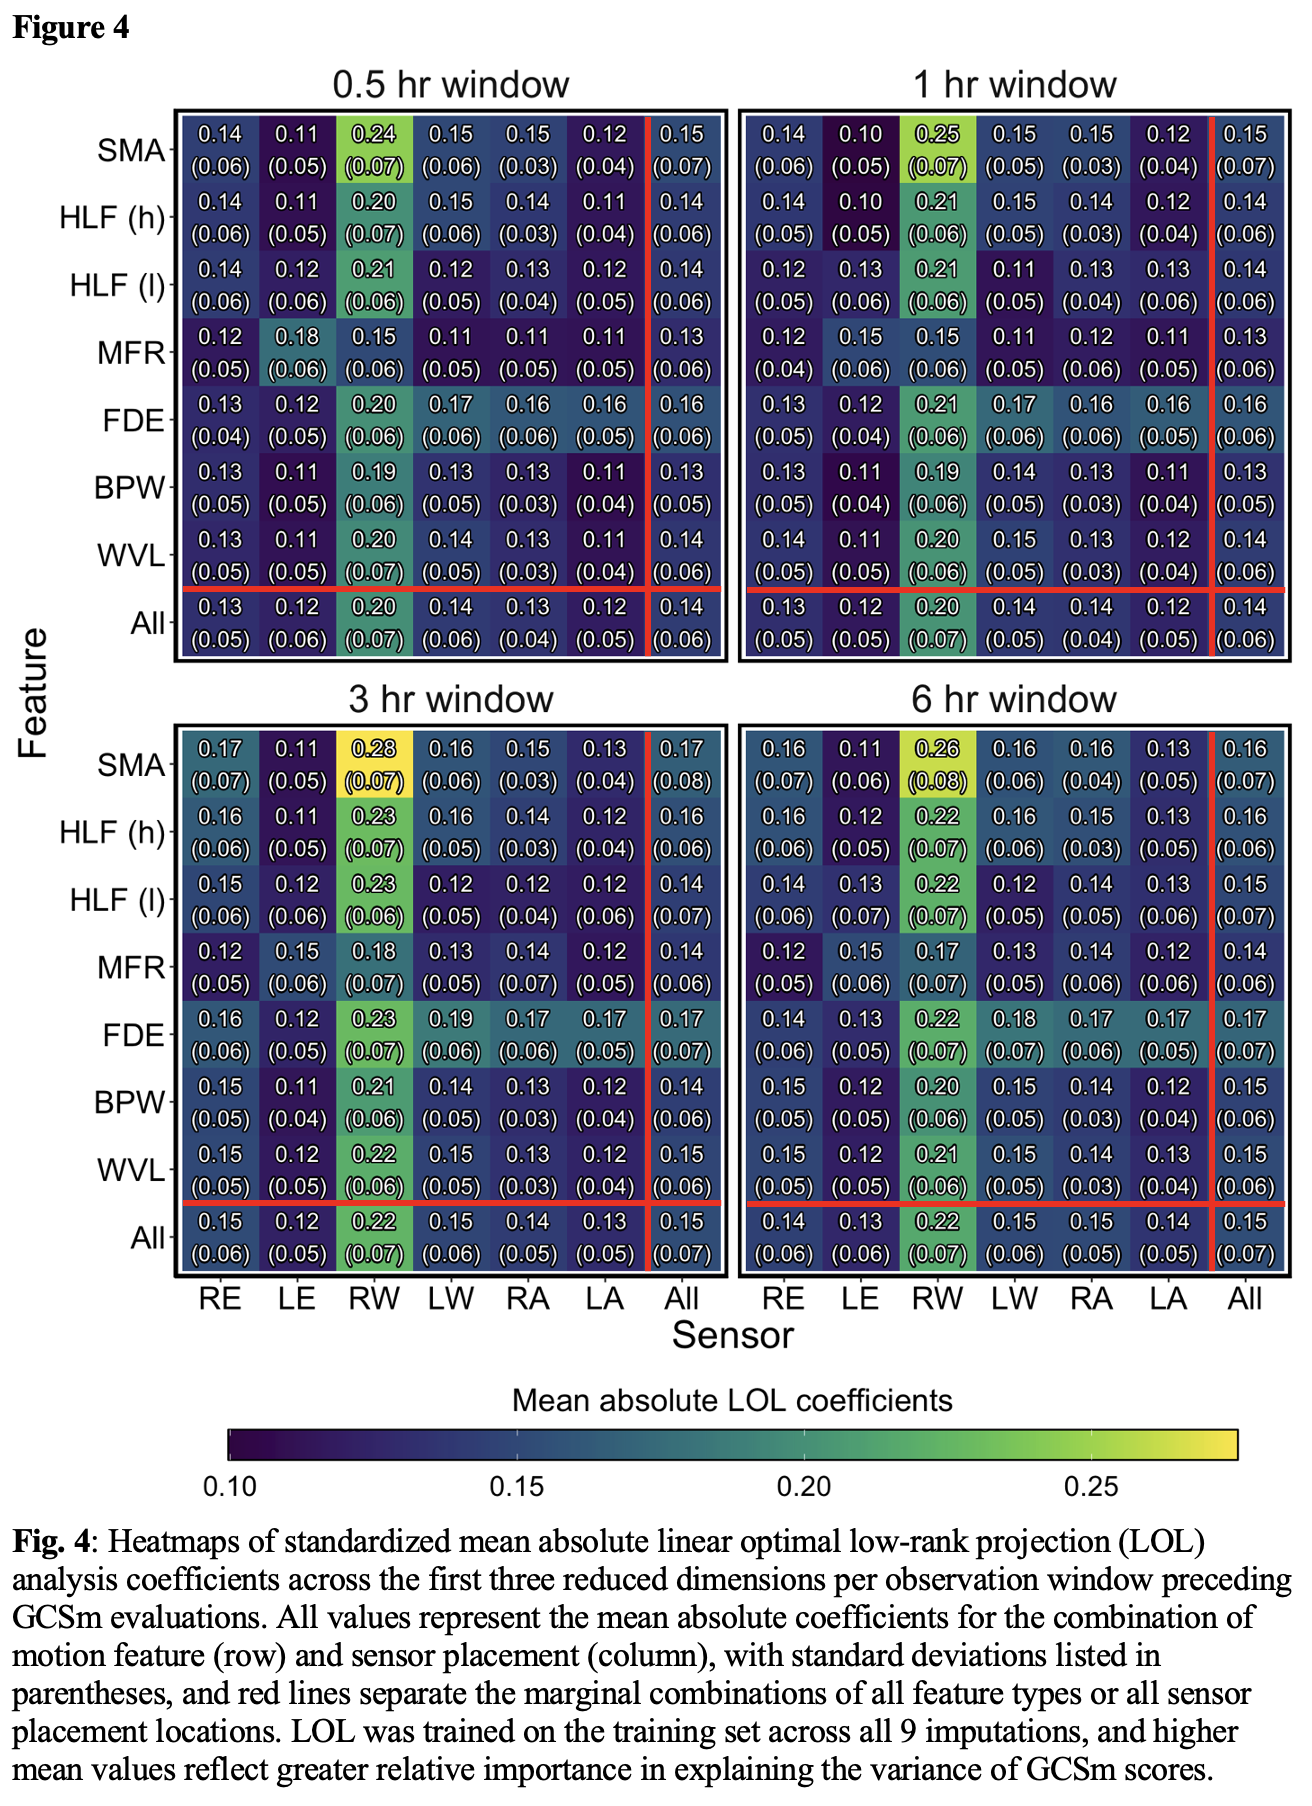 Figure 4
0.5 hr window 1 hr window
SMA 0.14 0.11 0.24 0.15 0.15 0.12 0.15 0.14 0.10 0.25 0.15 0.15 0.12 0.15
(0.06) (0.05) (0.07) (0.06) (0.03) (0.04) (0.07) (0.06) (0.05) (0.07) (0.05) (0.03) (0.04) (0.07)
HLF (h) 0.14 0.11 0.20 0.15 0.14 0.11 0.14 0.14 0.10 0.21 0.15 0.14 0.12 0.14
(0.06) (0.05) (0.07) (0.06) (0.03) (0.04) (0.06) (0.05) (0.05) (0.06) (0.05) (0.03) (0.04) (0.06)
HLF (l) 0.14 0.12 0.21 0.12 0.13 0.12 0.14 0.12 0.13 0.21 0.11 0.13 0.13 0.14
(0.06) (0.06) (0.06) (0.05) (0.04) (0.05) (0.06) (0.05) (0.06) (0.06) (0.05) (0.04) (0.06) (0.06)
MFR 0.12 0.18 0.15 0.11 0.11 0.11 0.13 0.12 0.15 0.15 0.11 0.12 0.11 0.13
(0.05) (0.06) (0.06) (0.05) (0.05) (0.05) (0.06) (0.04) (0.06) (0.06) (0.05) (0.06) (0.05) (0.06)
FDE 0.13 0.12 0.20 0.17 0.16 0.16 0.16 0.13 0.12 0.21 0.17 0.16 0.16 0.16
(0.04) (0.05) (0.06) (0.06) (0.06) (0.05) (0.06) (0.05) (0.04) (0.06) (0.06) (0.06) (0.05) (0.06)
BPW 0.13 0.11 0.19 0.13 0.13 0.11 0.13 0.13 0.11 0.19 0.14 0.13 0.11 0.13
(0.05) (0.05) (0.06) (0.05) (0.03) (0.04) (0.05) (0.05) (0.04) (0.06) (0.05) (0.03) (0.04) (0.05)
WVL 0.13 0.11 0.20 0.14 0.13 0.11 0.14 0.14 0.11 0.20 0.15 0.13 0.12 0.14
(0.05) (0.05) (0.07) (0.05) (0.03) (0.04) (0.06) (0.05) (0.05) (0.06) (0.05) (0.03) (0.04) (0.06)
All 0.13 0.12 0.20 0.14 0.13 0.12 0.14 0.13 0.12 0.20 0.14 0.14 0.12 0.14
(0.05) (0.06) (0.07) (0.06) (0.04) (0.05) (0.06) (0.05) (0.05) (0.07) (0.05) (0.04) (0.05) (0.06)
Feature
3 hr window 6 hr window
SMA 0.17 0.11 0.28 0.16 0.15 0.13 0.17 0.16 0.11 0.26 0.16 0.16 0.13 0.16
(0.07) (0.05) (0.07) (0.06) (0.03) (0.04) (0.08) (0.07) (0.06) (0.08) (0.06) (0.04) (0.05) (0.07)
HLF (h) 0.16 0.11 0.23 0.16 0.14 0.12 0.16 0.16 0.12 0.22 0.16 0.15 0.13 0.16
(0.06) (0.05) (0.07) (0.05) (0.03) (0.04) (0.06) (0.06) (0.05) (0.07) (0.06) (0.03) (0.05) (0.06)
HLF (l) 0.15 0.12 0.23 0.12 0.12 0.12 0.14 0.14 0.13 0.22 0.12 0.14 0.13 0.15
(0.06) (0.06) (0.06) (0.05) (0.04) (0.06) (0.07) (0.06) (0.07) (0.07) (0.05) (0.05) (0.06) (0.07)
MFR 0.12 0.15 0.18 0.13 0.14 0.12 0.14 0.12 0.15 0.17 0.13 0.14 0.12 0.14
(0.05) (0.06) (0.07) (0.05) (0.07) (0.05) (0.06) (0.05) (0.06) (0.07) (0.05) (0.06) (0.06) (0.06)
FDE 0.16 0.12 0.23 0.19 0.17 0.17 0.17 0.14 0.13 0.22 0.18 0.17 0.17 0.17
(0.06) (0.05) (0.07) (0.06) (0.06) (0.05) (0.07) (0.06) (0.05) (0.07) (0.07) (0.06) (0.05) (0.07)
BPW 0.15 0.11 0.21 0.14 0.13 0.12 0.14 0.15 0.12 0.20 0.15 0.14 0.12 0.15
(0.05) (0.04) (0.06) (0.05) (0.03) (0.04) (0.06) (0.05) (0.05) (0.06) (0.05) (0.03) (0.04) (0.06)
WVL 0.15 0.12 0.22 0.15 0.13 0.12 0.15 0.15 0.12 0.21 0.15 0.14 0.13 0.15
(0.05) (0.05) (0.06) (0.05) (0.03) (0.04) (0.06) (0.05) (0.05) (0.06) (0.05) (0.03) (0.04) (0.06)
All 0.15 0.12 0.22 0.15 0.14 0.13 0.15 0.14 0.13 0.22 0.15 0.15 0.14 0.15
(0.06) (0.05) (0.07) (0.06) (0.05) (0.05) (0.07) (0.06) (0.06) (0.07) (0.06) (0.05) (0.06) (0.07)
RE LE RW LW RA LA All RE LE RW LW RA LA All
Sensor
Mean absolute LOL coefficients
0.10 0.15 0.20 0.25
Fig. 4: Heatmaps of standardized mean absolute linear optimal low-rank projection (LOL)
analysis coefficients across the first three reduced dimensions per observation window preceding
GCSm evaluations. All values represent the mean absolute coefficients for the combination of
motion feature (row) and sensor placement (column), with standard deviations listed in
parentheses, and red lines separate the marginal combinations of all feature types or all sensor
placement locations. LOL was trained on the training set across all 9 imputations, and higher
mean values reflect greater relative importance in explaining the variance of GCSm scores.